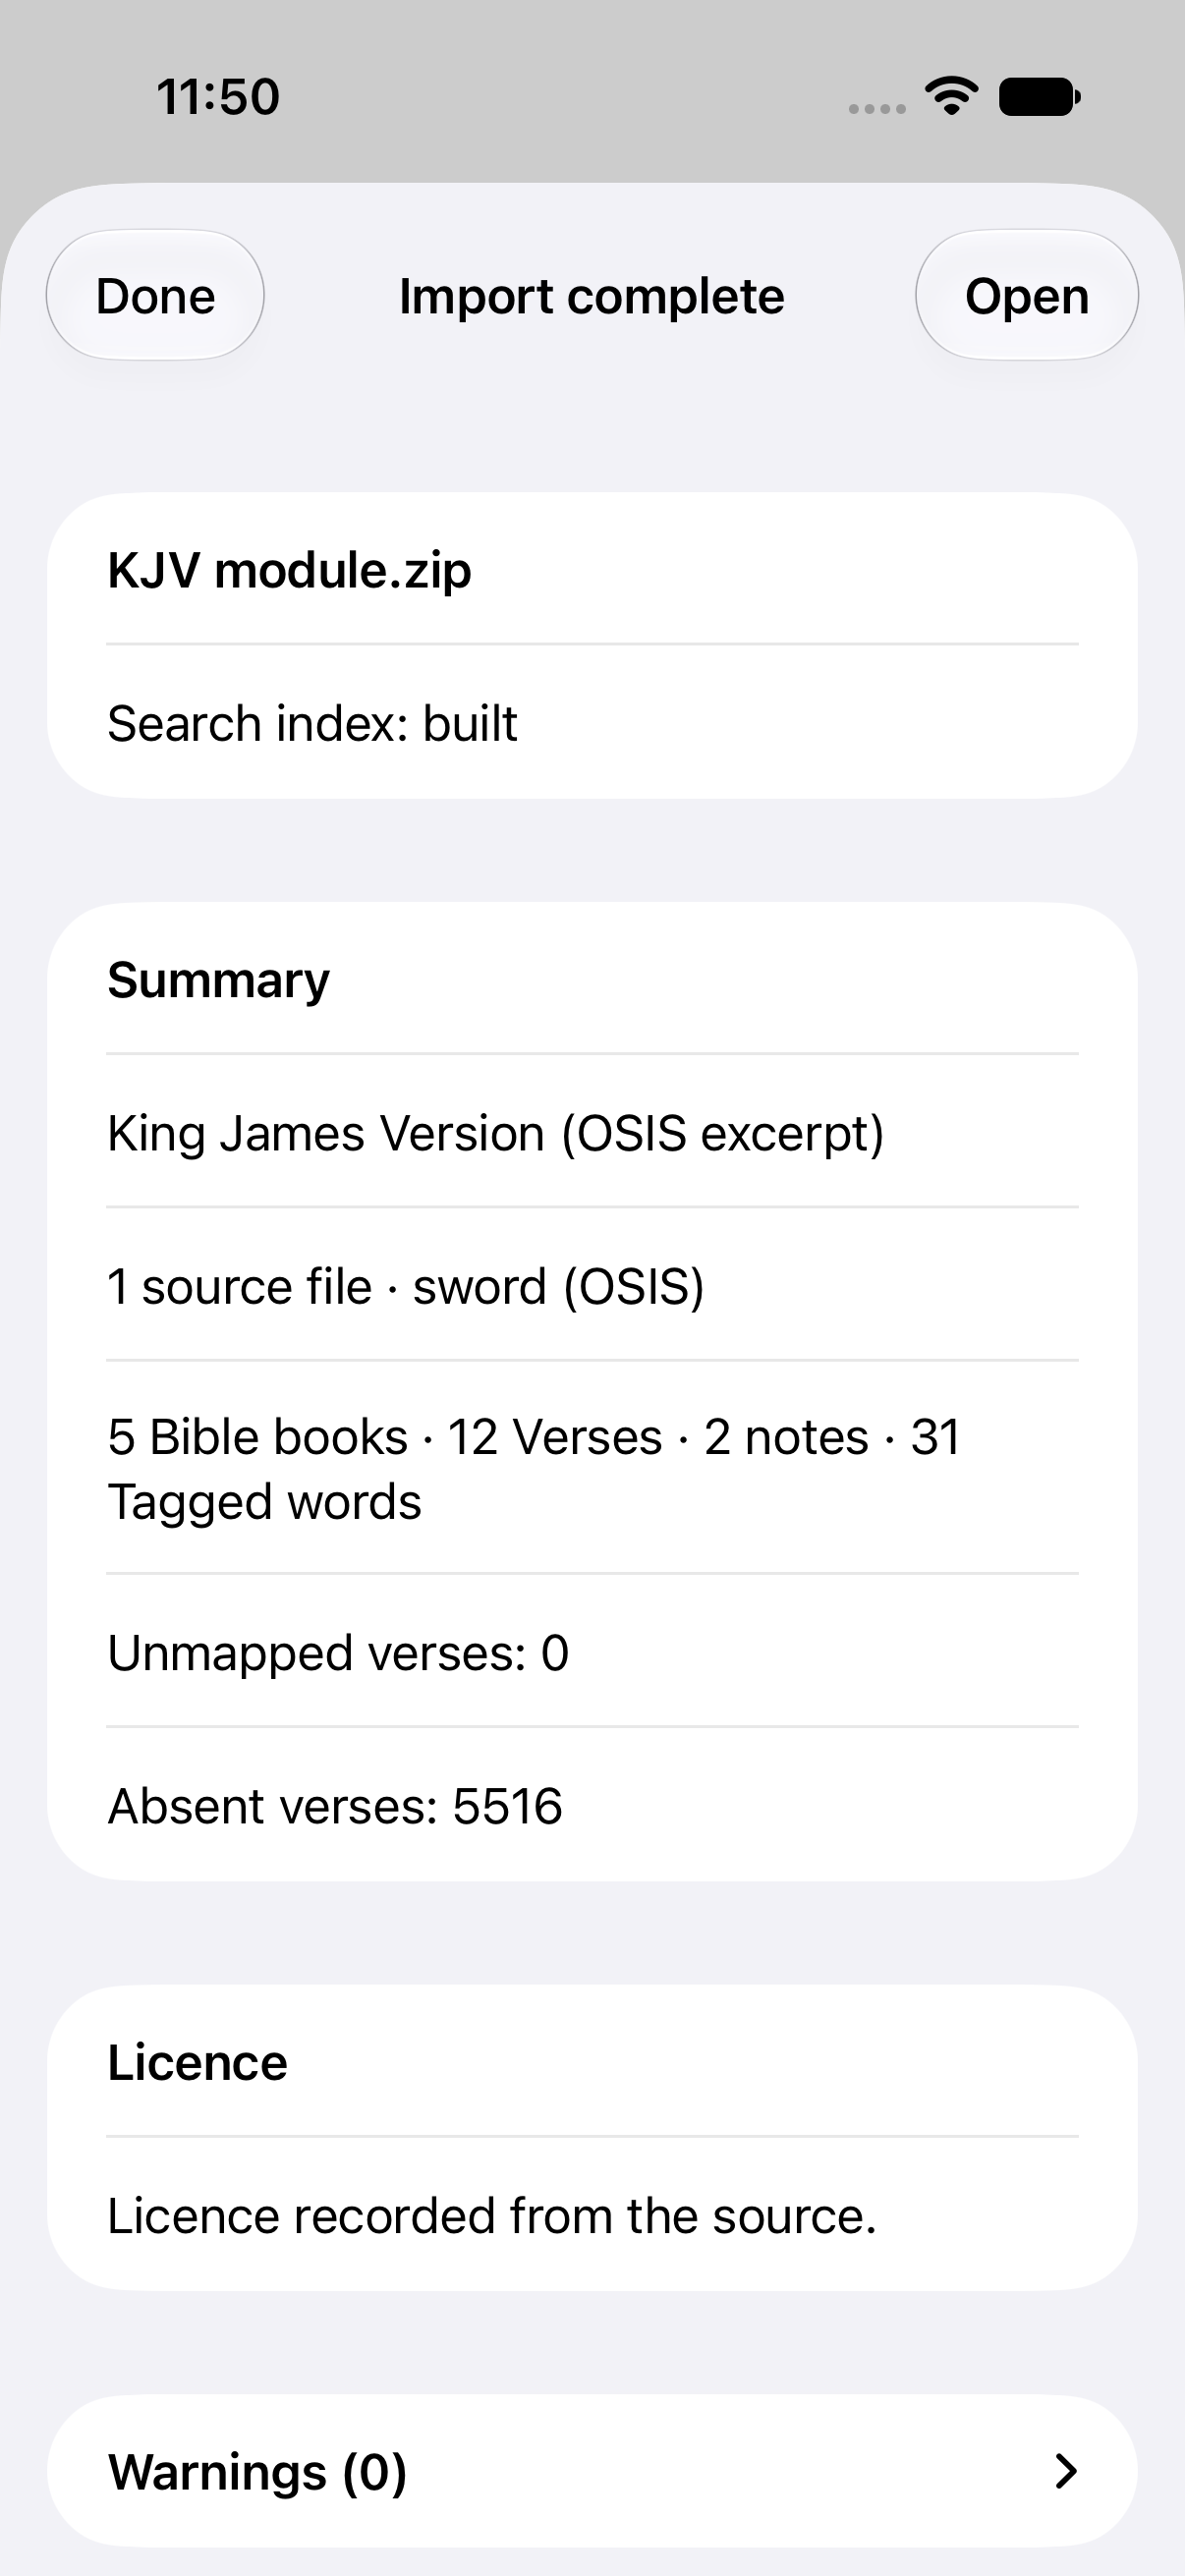 11:50
Done
Import complete
Open
KJV module.zip
Search index: built
Summary
King James Version (OSIS excerpt)
1 source file · sword (OSIS)
5 Bible books · 12 Verses · 2 notes · 31
Tagged words
Unmapped verses: 0
Absent verses: 5516
Licence
Licence recorded from the source.
Warnings (0)